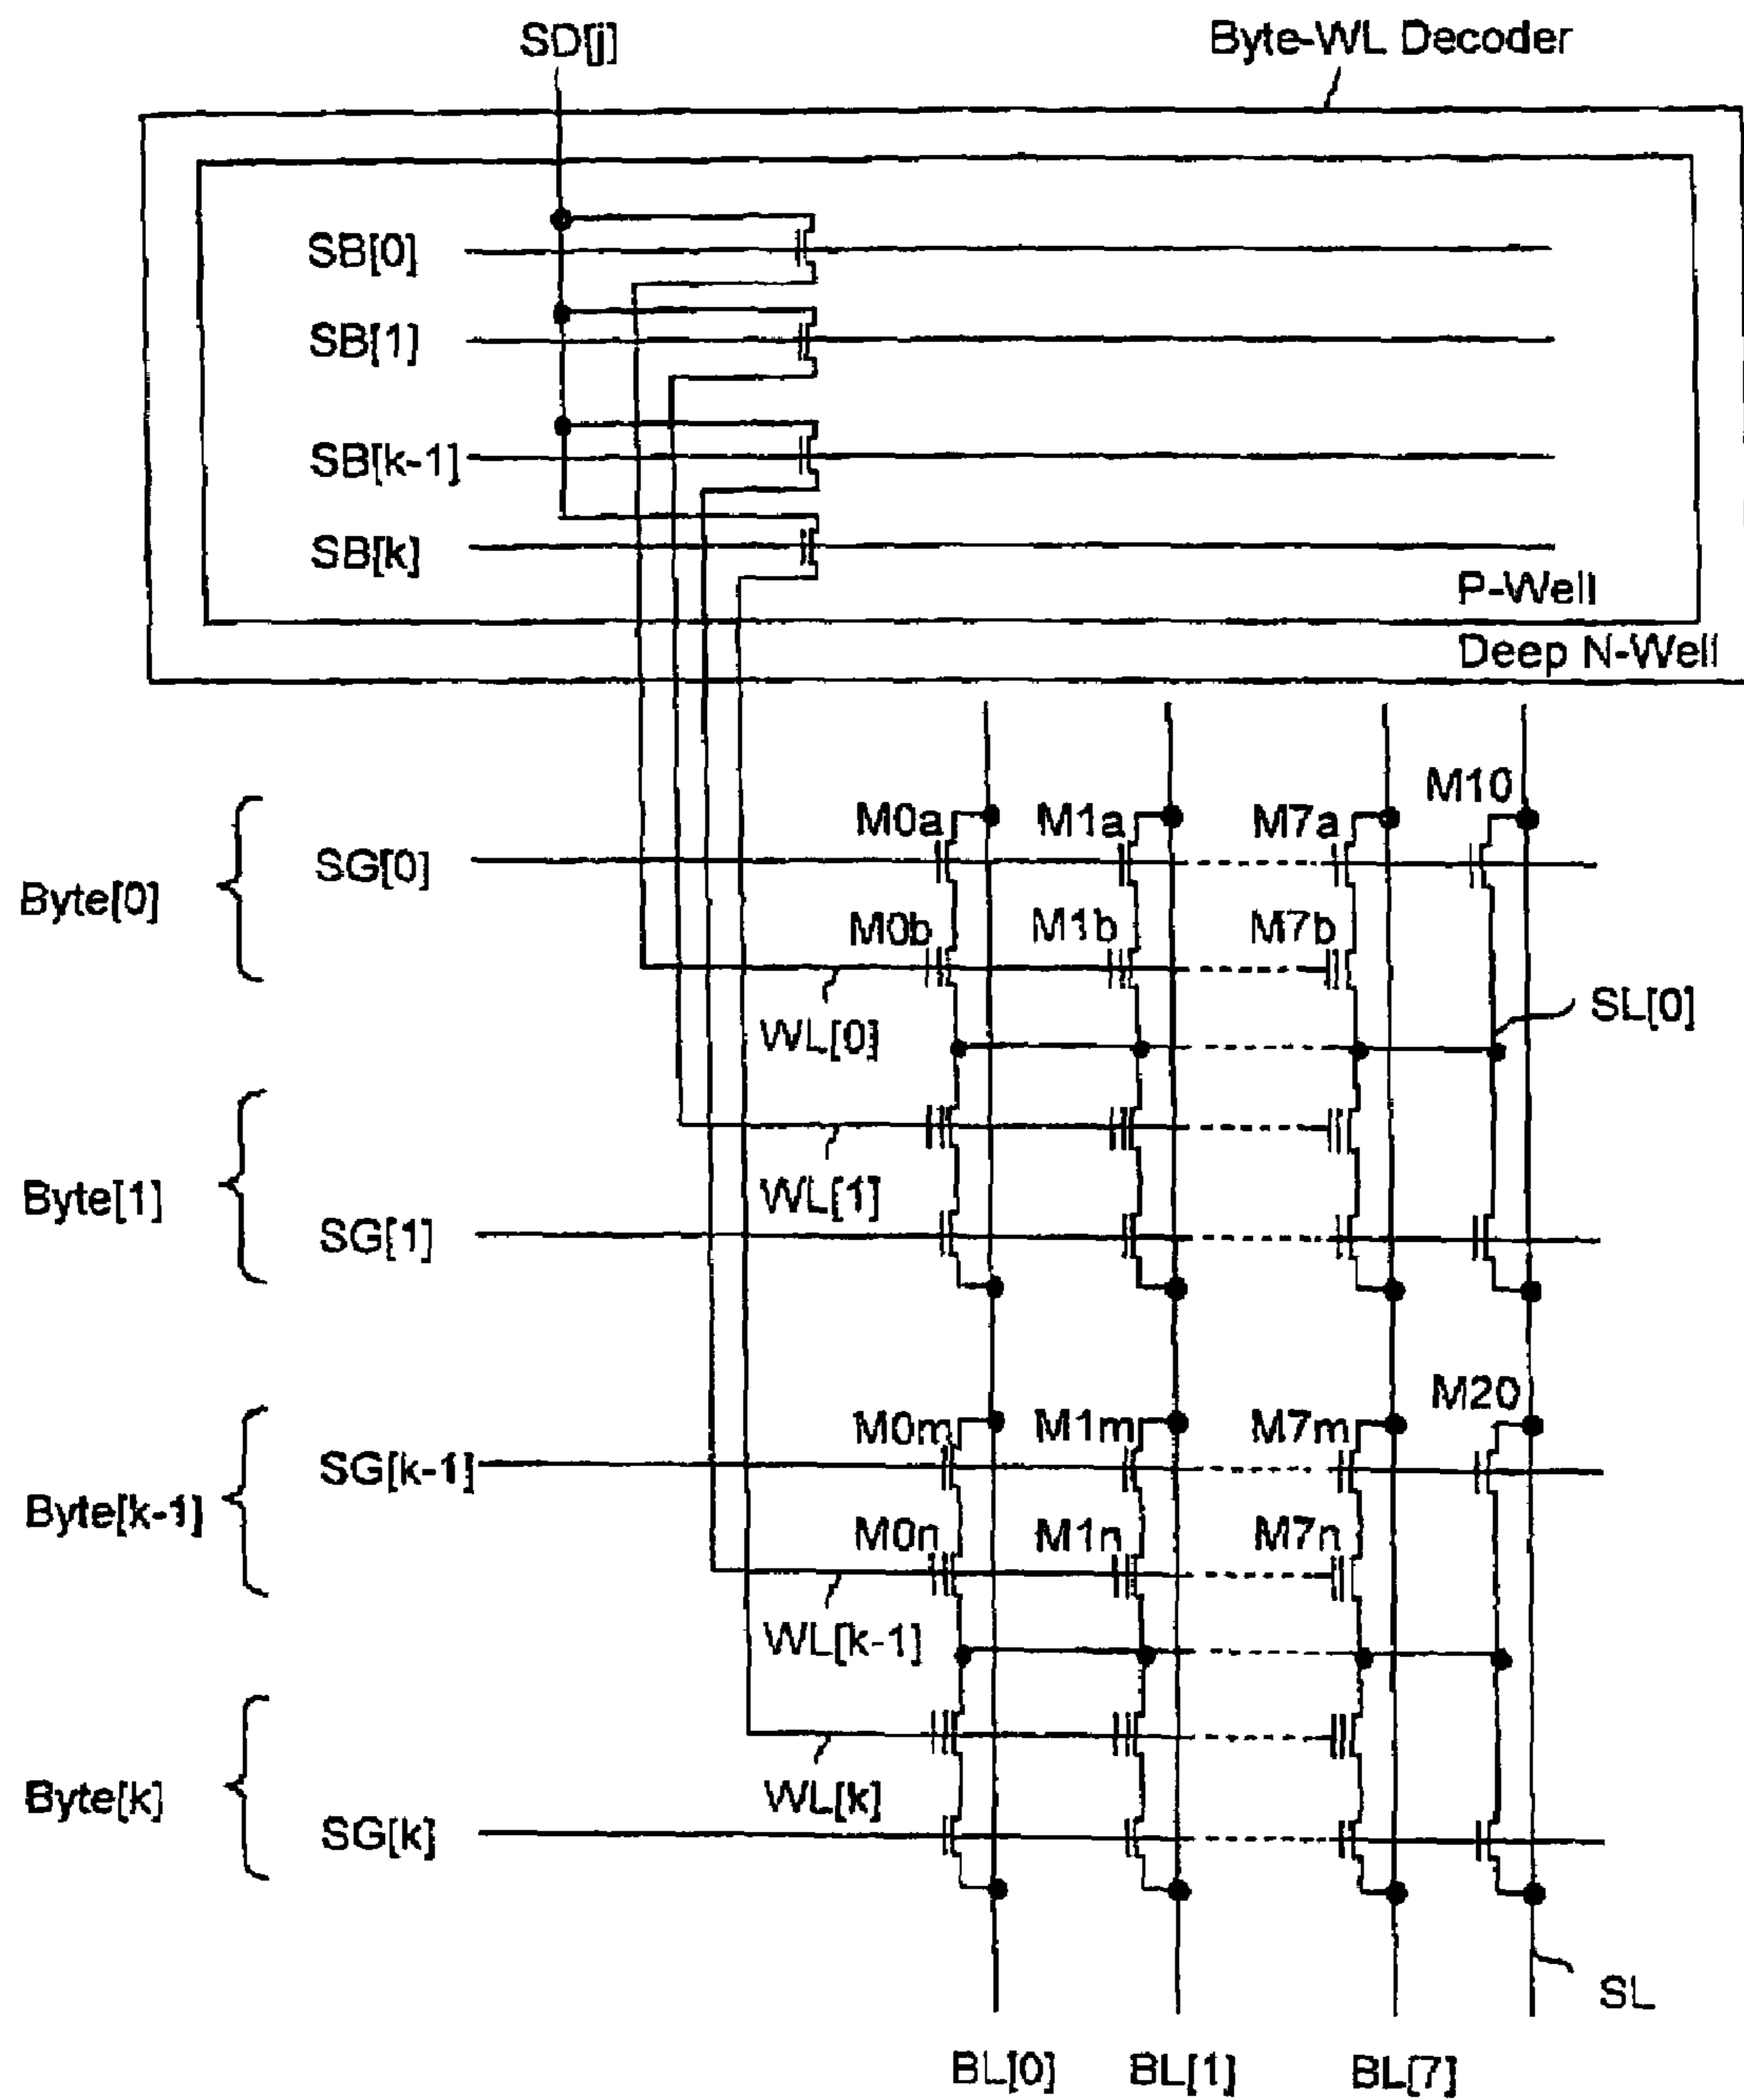 SD[j]
Byte-WL Decoder
SB[0]
SB[1]
SB[k-1]
SB[k]
P-Well
Deep N-Well
M10
M0a
M1a
M7a
SG[0]
Byte[0]
M0b
M1b
M7b
SL[0]
WL[0]
Byte[1]
WL[1]
SG[1]
M20
M0m
M1m
M7m
SG[k-1]
Byte[k-1]
M0n
M1n
M7n
WL[k-1]
Byte[k]
WL[k]
SG[k]
SL
BL[0]
BL[1]
BL[7]